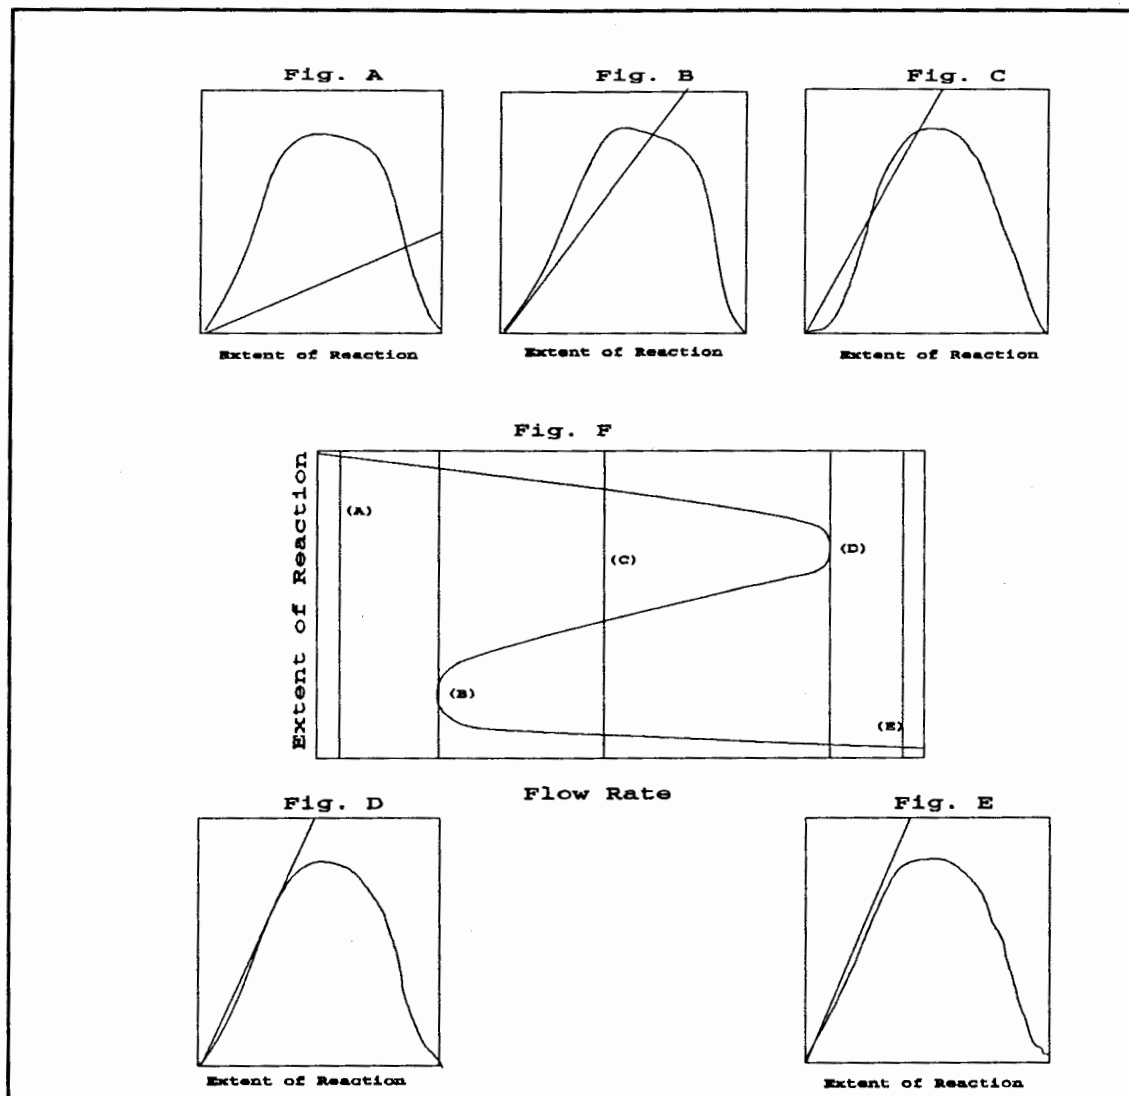 Fig. A
Fig. B
Fig. C
Extent of Reaction
Extent of Reaction
Extent of Reaction
Fig. F
Extent of Reaction
(A)
(B)
(C)
(D)
(E)
Flow Rate
Fig. D
Fig. E
Extent of Reaction
Extent of Reaction